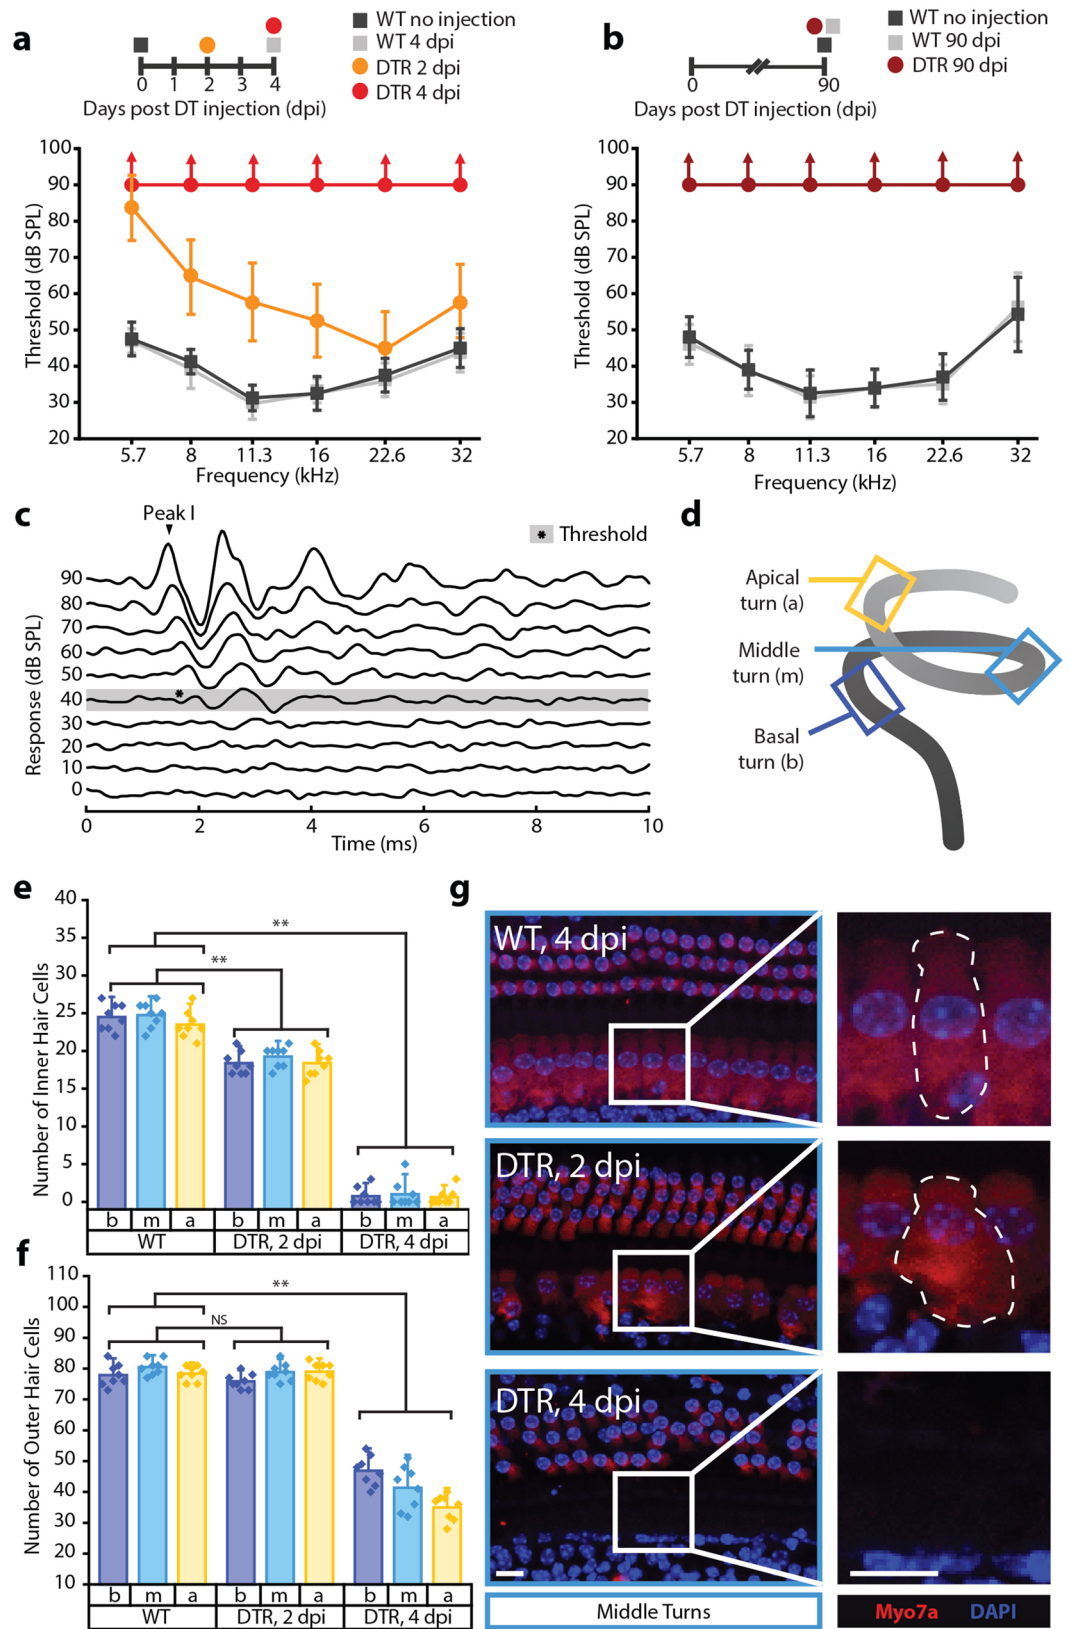 a
WT no injection
WT 4 dpi
DTR 2 dpi
DTR 4 dpi
0 1 2 3 4
Days post DT injection (dpi)
100
90
80
70
60
50
40
30
20
Threshold (dB SPL)
5.7 8 11.3 16 22.6 32
Frequency (kHz)
b
WT no injection
WT 90 dpi
DTR 90 dpi
0 90
Days post DT injection (dpi)
100
90
80
70
60
50
40
30
20
Threshold (dB SPL)
5.7 8 11.3 16 22.6 32
Frequency (kHz)
c
Peak I
* Threshold
90
80
70
60
50
40
*
30
20
10
0
Response (dB SPL)
0 2 4 6 8 10
Time (ms)
d
Apical
turn (a)
Middle
turn (m)
Basal
turn (b)
e
40
35
30
25
20
15
10
5
0
Number of Inner Hair Cells
**
**
b m a b m a b m a
WT DTR, 2 dpi DTR, 4 dpi
f
110
100
90
80
70
60
50
40
30
20
10
Number of Outer Hair Cells
**
NS
b m a b m a b m a
WT DTR, 2 dpi DTR, 4 dpi
g
WT, 4 dpi
DTR, 2 dpi
DTR, 4 dpi
Middle Turns
Myo7a DAPI